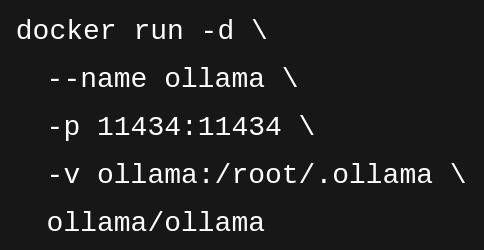 docker run -d \
  --name ollama \
  -p 11434:11434 \
  -v ollama:/root/.ollama \
  ollama/ollama